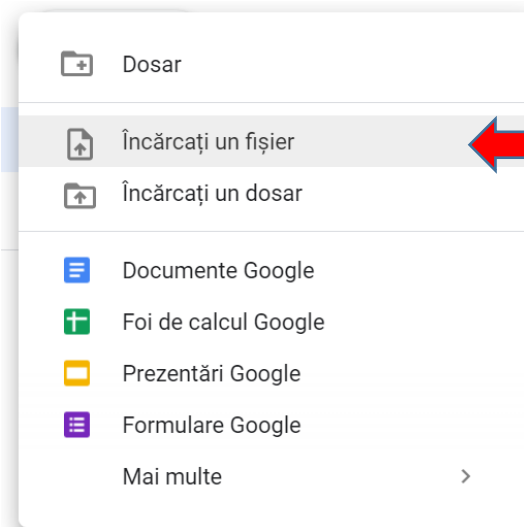 Dosar
Încărcați un fișier
Încărcați un dosar
Documente Google
Foi de calcul Google
Prezentări Google
Formulare Google
Mai multe